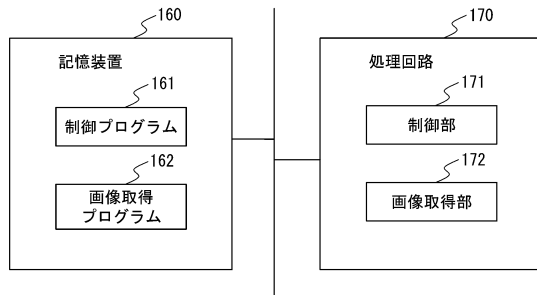 160
記憶装置
161
制御プログラム
162
画像取得
プログラム
170
処理回路
171
制御部
172
画像取得部